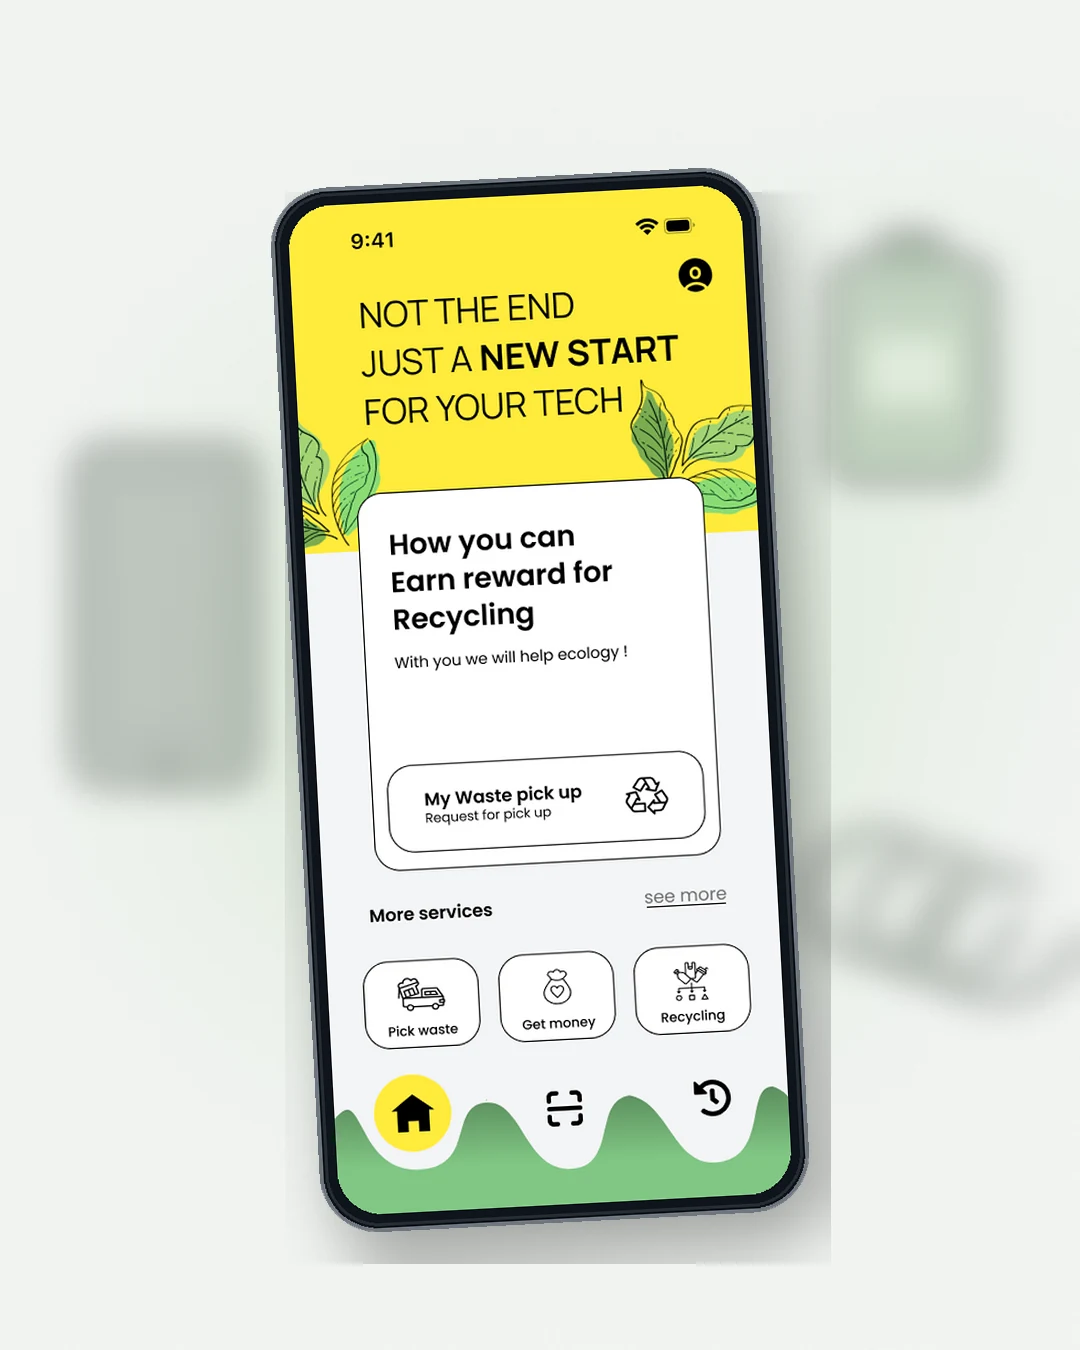 9:41
NOT THE END
JUST A NEW START
FOR YOUR TECH
How you can
Earn reward for
Recycling
With you we will help ecology !
My Waste pick up
Request for pick up
More services
see more
Pick waste
Get money
Recycling